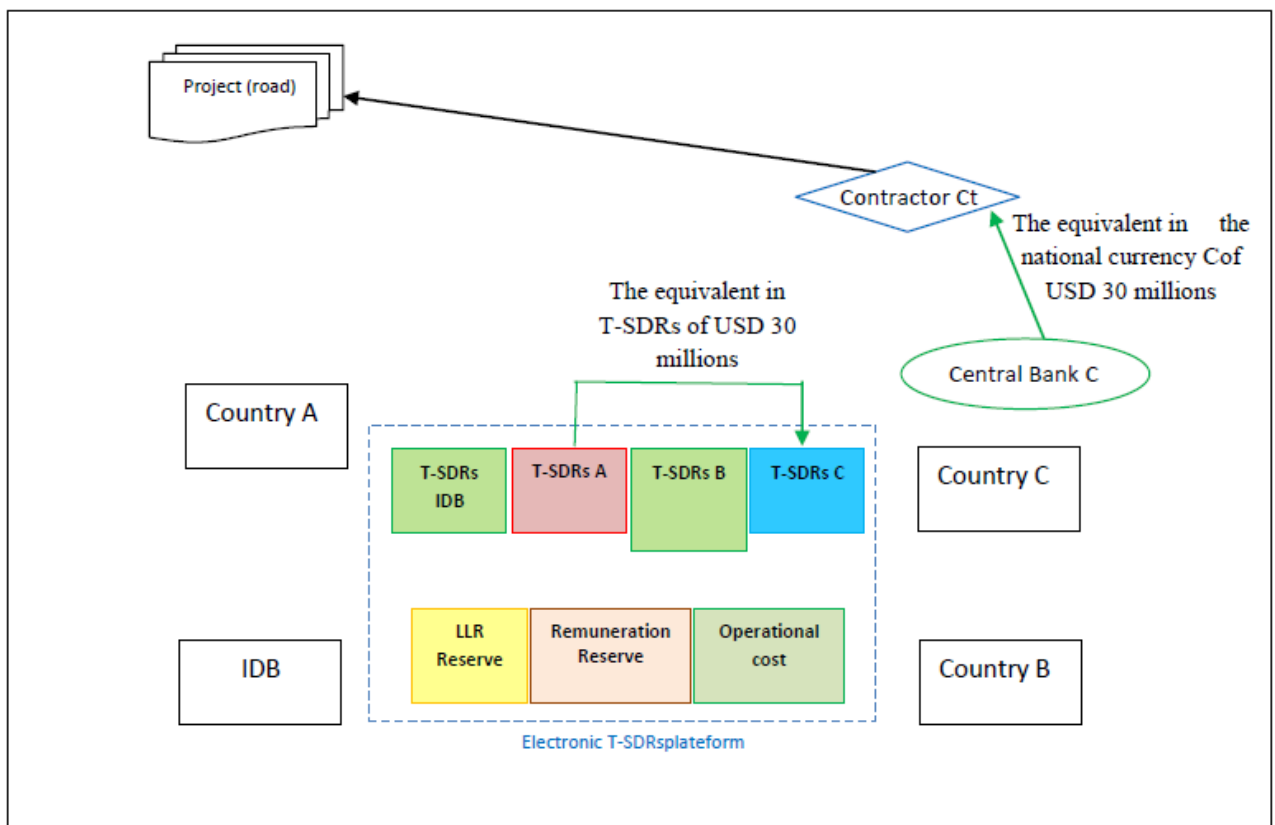 Project (road)
Contractor Ct
The equivalent in the
national currency Cof
USD 30 millions
The equivalent in
T-SDRs of USD 30
millions
Central Bank C
Country A
T-SDRs
IDB
T-SDRs A
T-SDRs B
T-SDRs C
Country C
LLR
Reserve
Remuneration
Reserve
Operational
cost
IDB
Country B
Electronic T-SDRsplateform